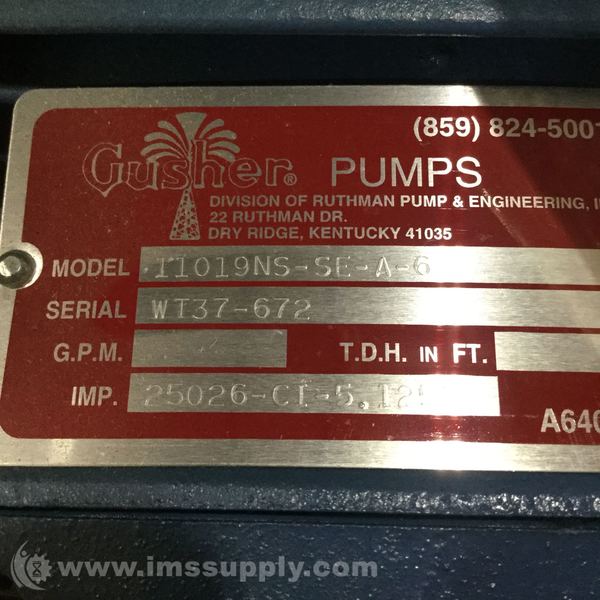 (859) 824-5001
Gusher® PUMPS
DIVISION OF RUTHMAN PUMP & ENGINEERING,
22 RUTHMAN DR.
DRY RIDGE, KENTUCKY 41035
MODEL 11019NS-SE-A-6
SERIAL WT37-672
G.P.M. T.D.H. IN FT.
IMP. 25026-CI-5.125
A640
www.imssupply.com